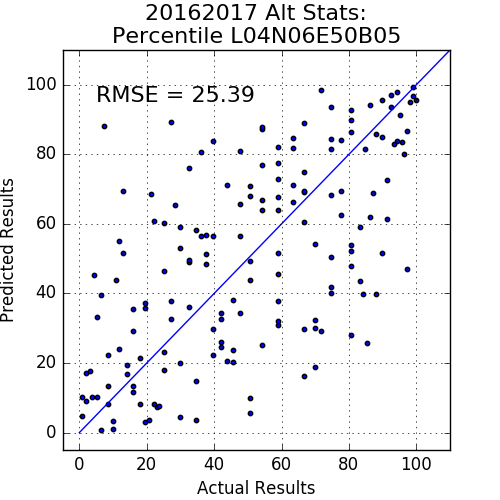 20162017 Alt Stats:
Percentile L04N06E50B05
RMSE = 25.39
Predicted Results
100
80
60
40
20
0
0 20 40 60 80 100
Actual Results